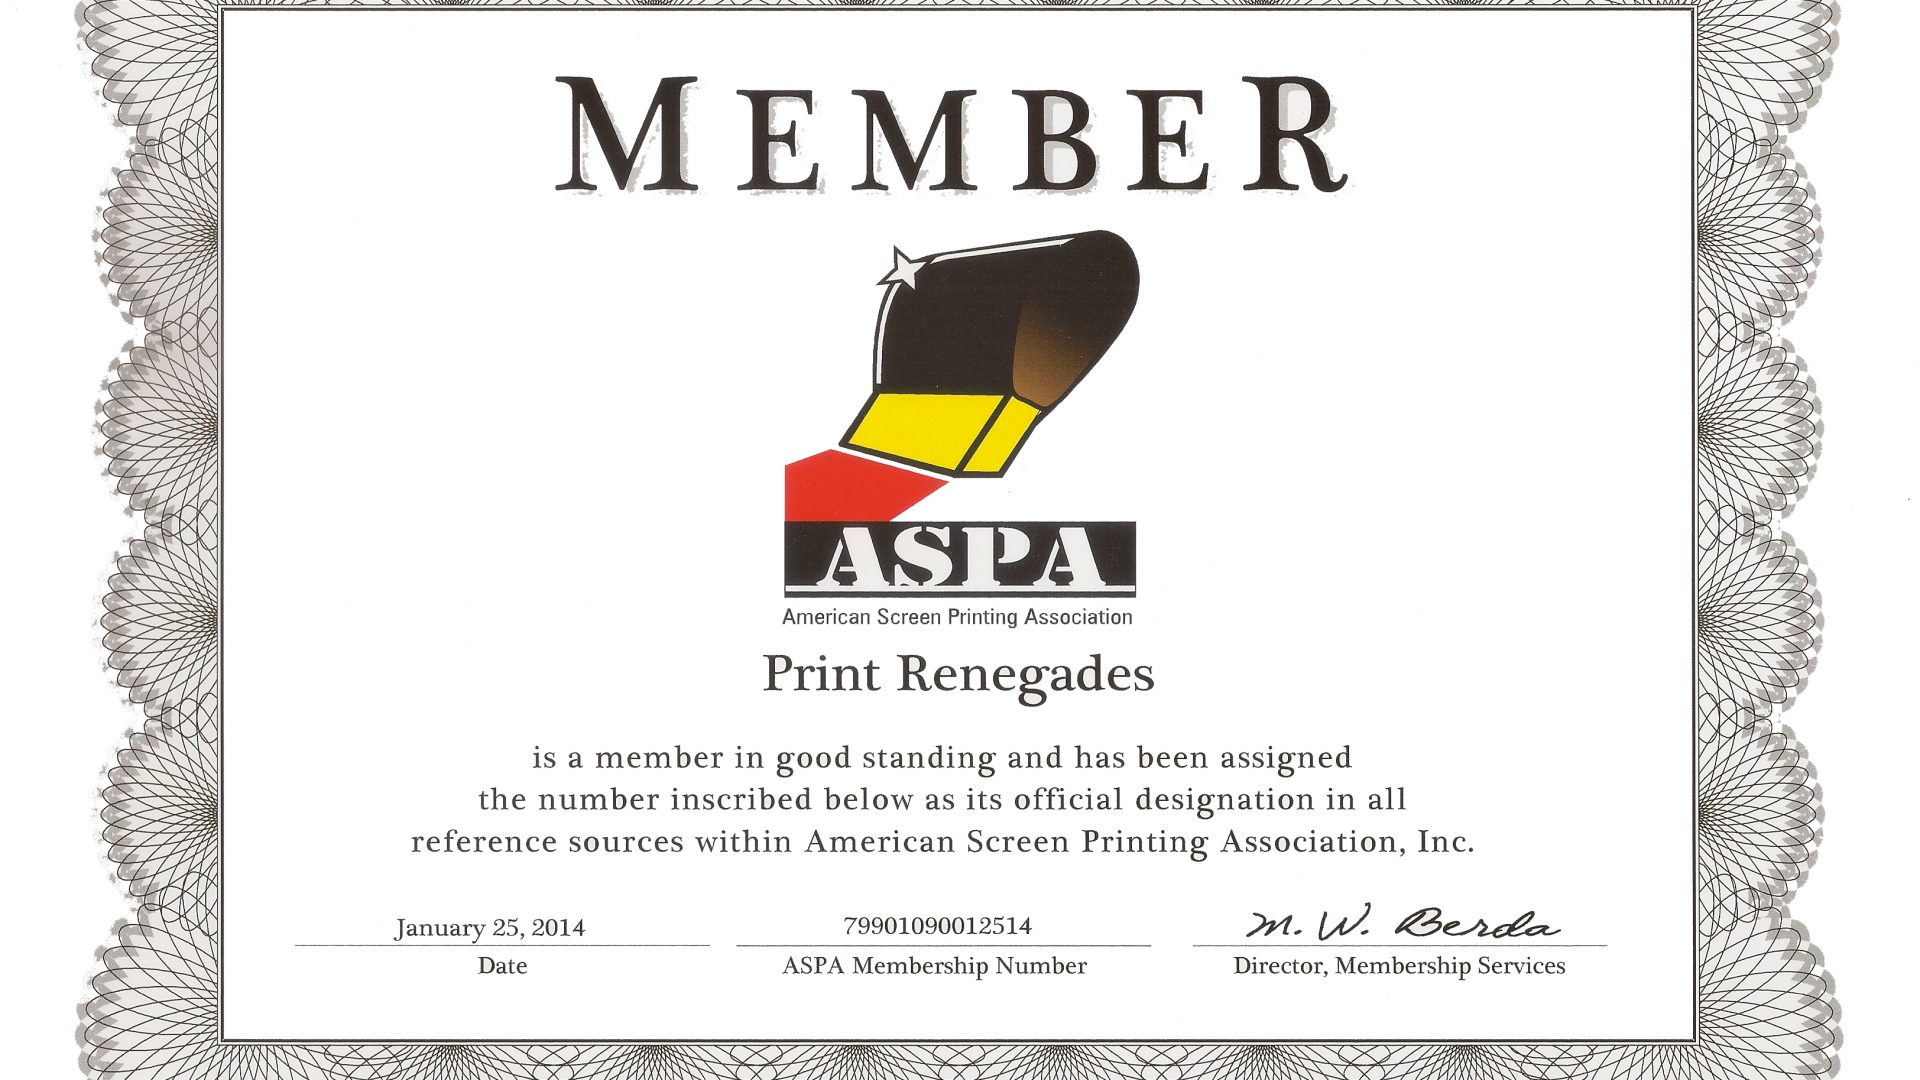 MEMBER
ASPA
American Screen Printing Association
Print Renegades
is a member in good standing and has been assigned
the number inscribed below as its official designation in all
reference sources within American Screen Printing Association, Inc.
January 25, 2014 79901090012514 M. W. Berda
Date ASPA Membership Number Director, Membership Services